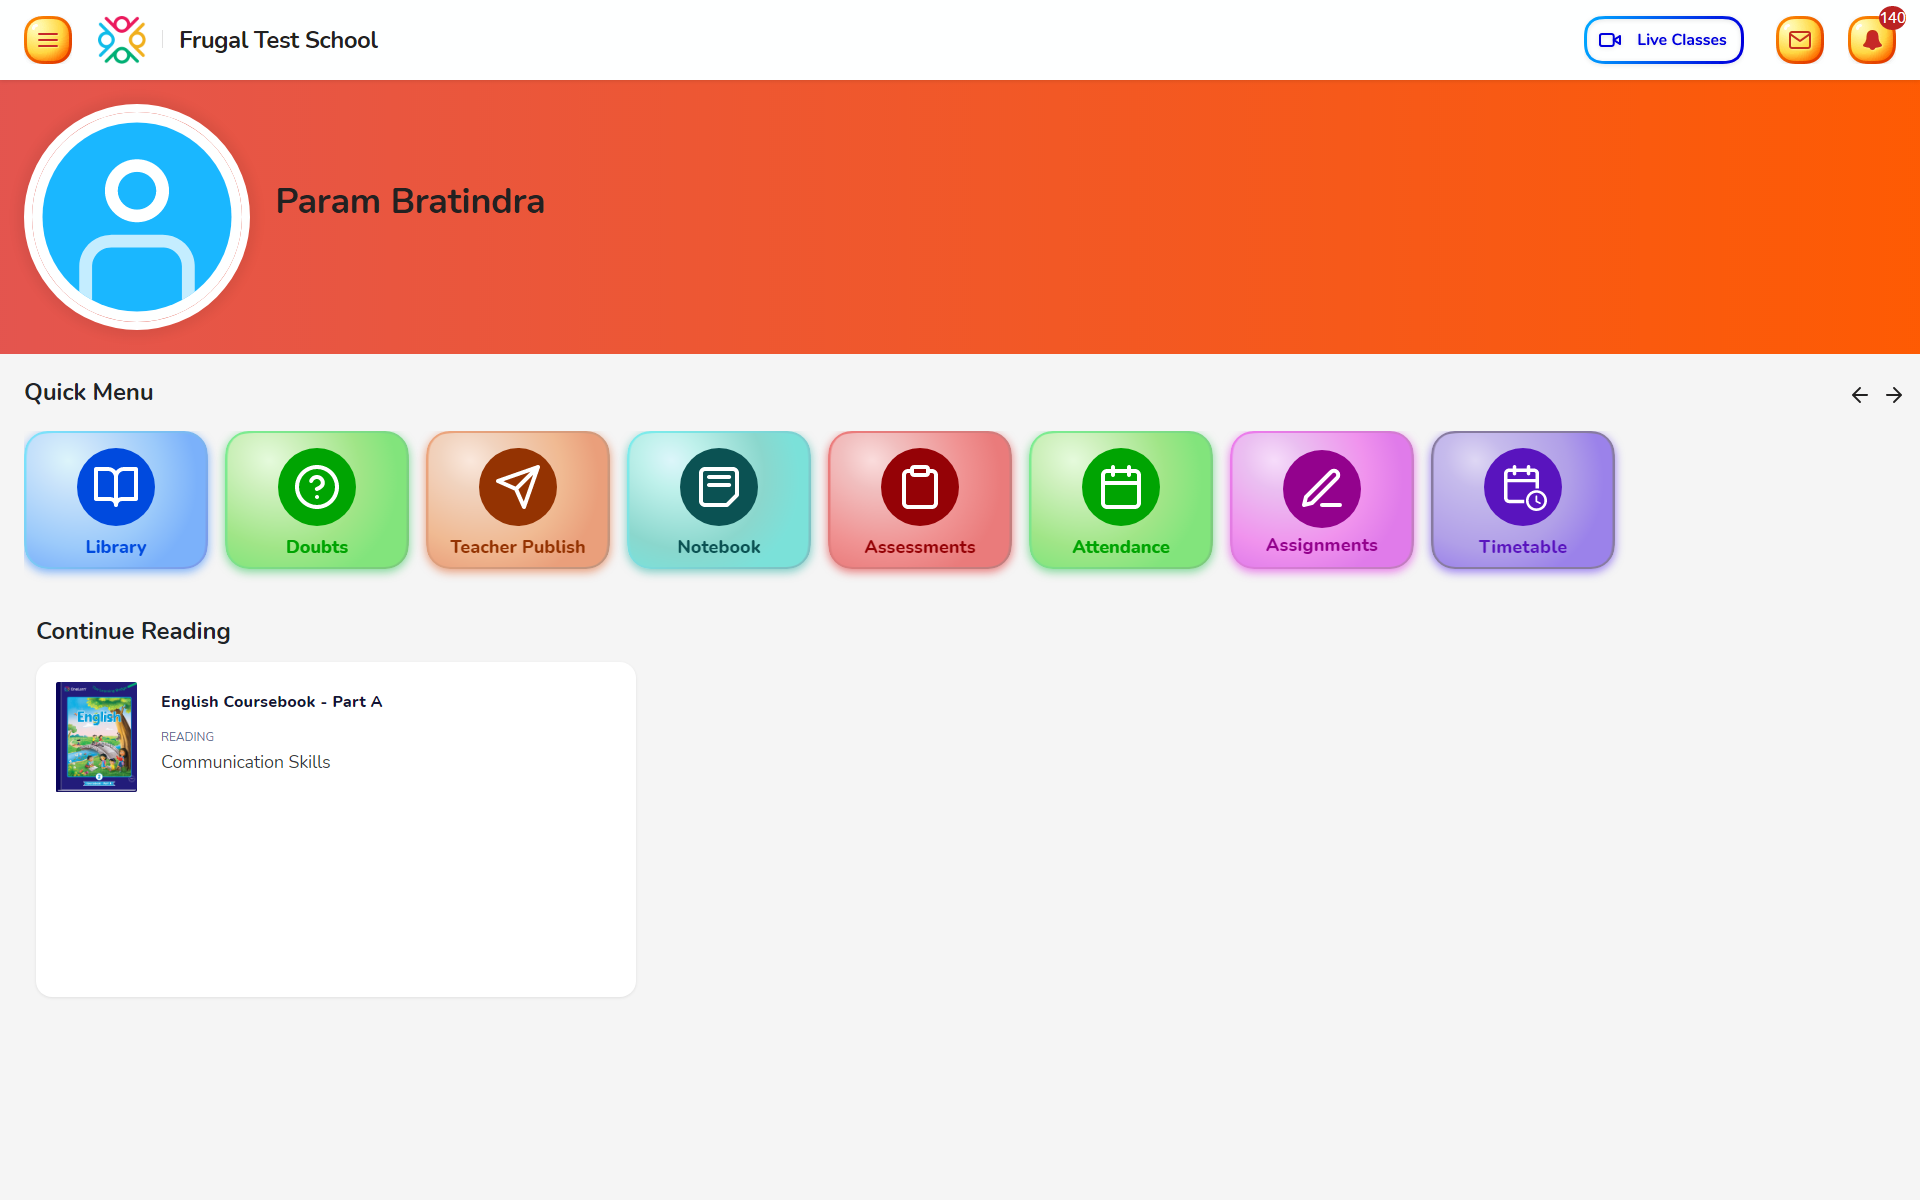 Frugal Test School
Live Classes
140
Param Bratindra
Quick Menu
Library
Doubts
Teacher Publish
Notebook
Assessments
Attendance
Assignments
Timetable
Continue Reading
English
English Coursebook - Part A
READING
Communication Skills